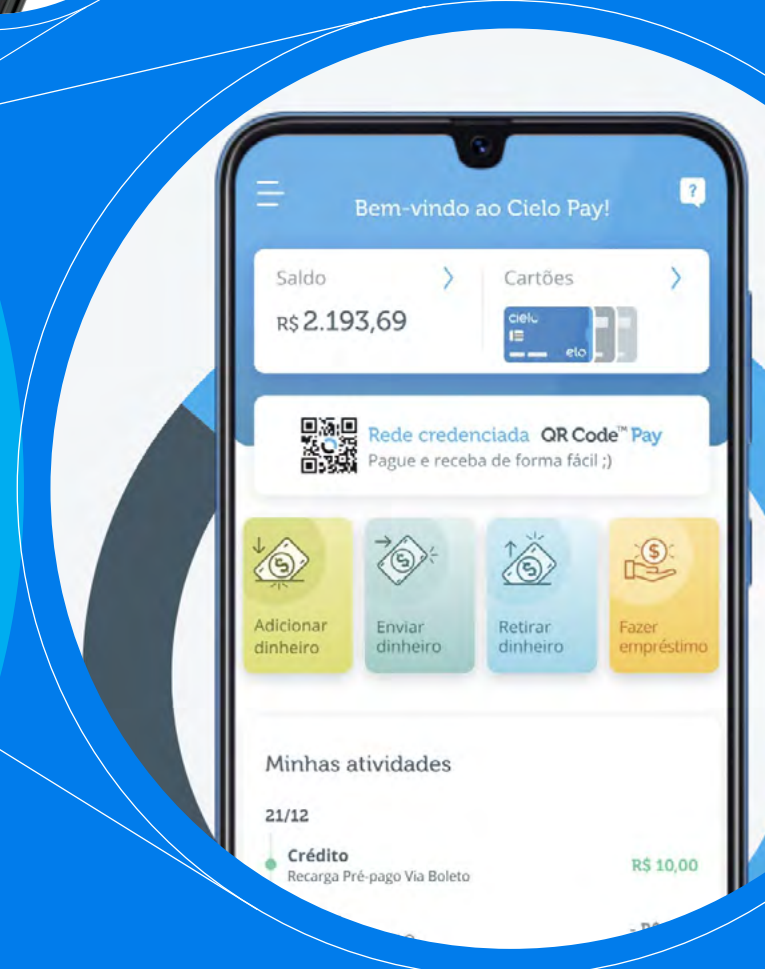 Bem-vindo ao Cielo Pay!
?
Saldo
R$ 2.193,69
Cartões
cielo
elo
Rede credenciada QR Code™ Pay
Pague e receba de forma fácil ;)
Adicionar
dinheiro
Enviar
dinheiro
Retirar
dinheiro
Fazer
empréstimo
Minhas atividades
21/12
Crédito
Recarga Pré-pago Via Boleto
R$ 10,00